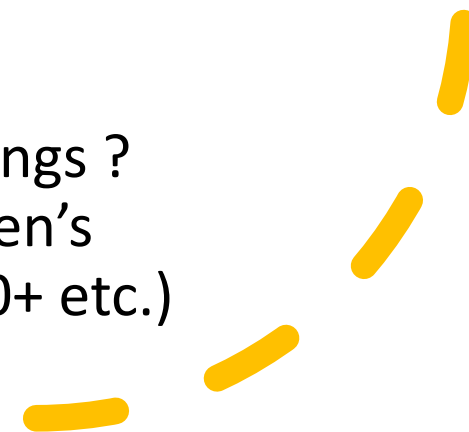 ngs ?
en’s
0+ etc.)